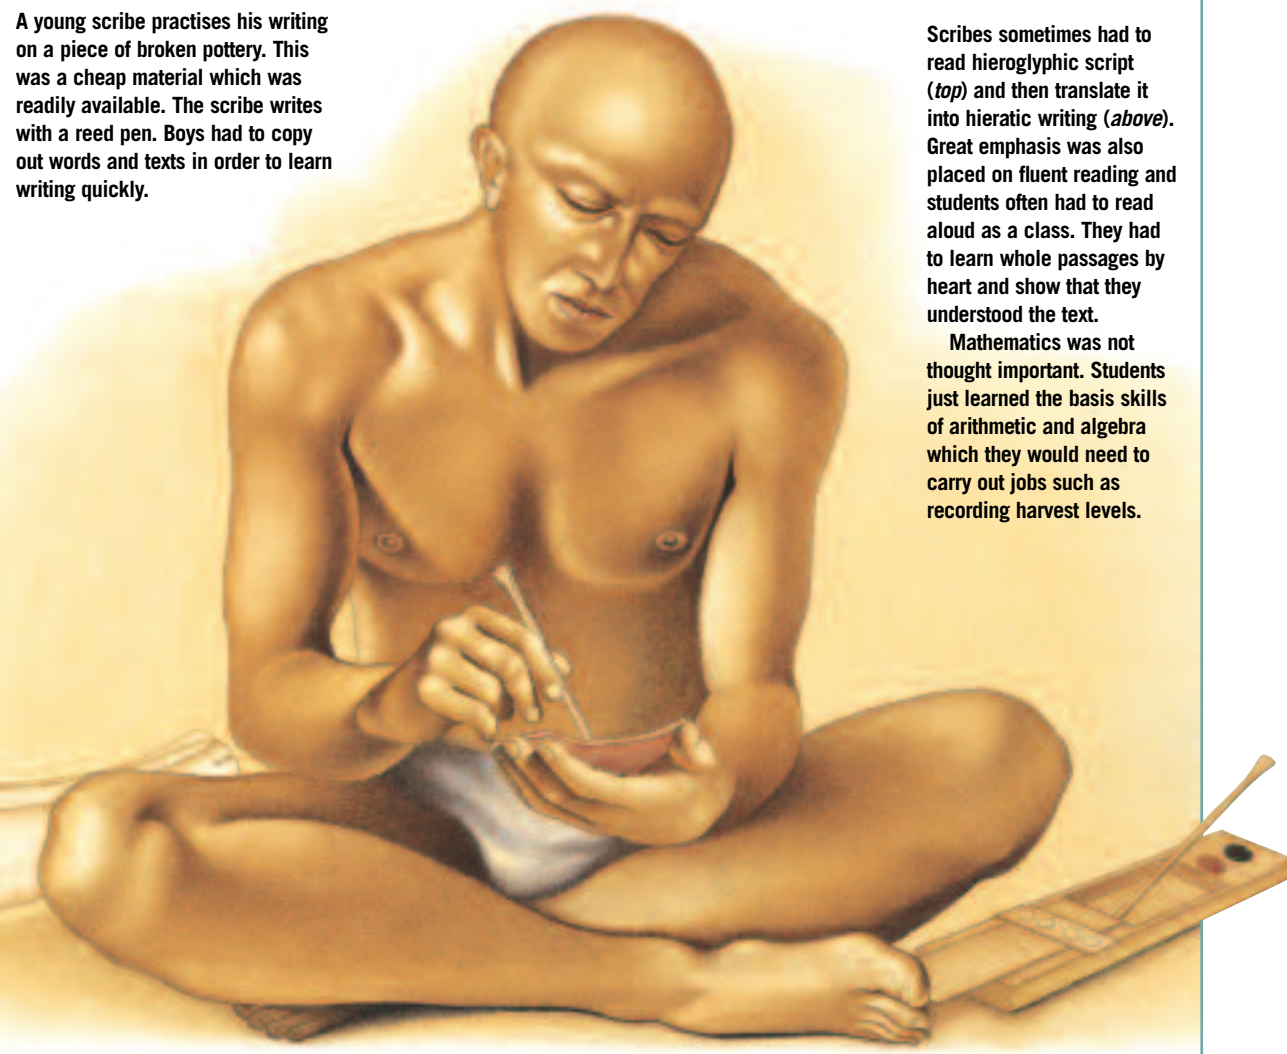 A young scribe practises his writing
on a piece of broken pottery. This
was a cheap material which was
readily available. The scribe writes
with a reed pen. Boys had to copy
out words and texts in order to learn
writing quickly.
Scribes sometimes had to
read hieroglyphic script
(top) and then translate it
into hieratic writing (above).
Great emphasis was also
placed on fluent reading and
students often had to read
aloud as a class. They had
to learn whole passages by
heart and show that they
understood the text.
Mathematics was not
thought important. Students
just learned the basis skills
of arithmetic and algebra
which they would need to
carry out jobs such as
recording harvest levels.